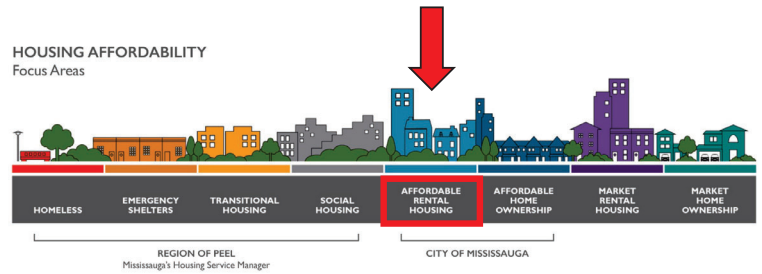 HOUSING AFFORDABILITY
Focus Areas
HOMELESS
EMERGENCY
SHELTERS
TRANSITIONAL
HOUSING
SOCIAL
HOUSING
AFFORDABLE
RENTAL
HOUSING
AFFORDABLE
HOME
OWNERSHIP
MARKET
RENTAL
HOUSING
MARKET
HOME
OWNERSHIP
REGION OF PEEL
Mississauga's Housing Service Manager
CITY OF MISSISSAUGA